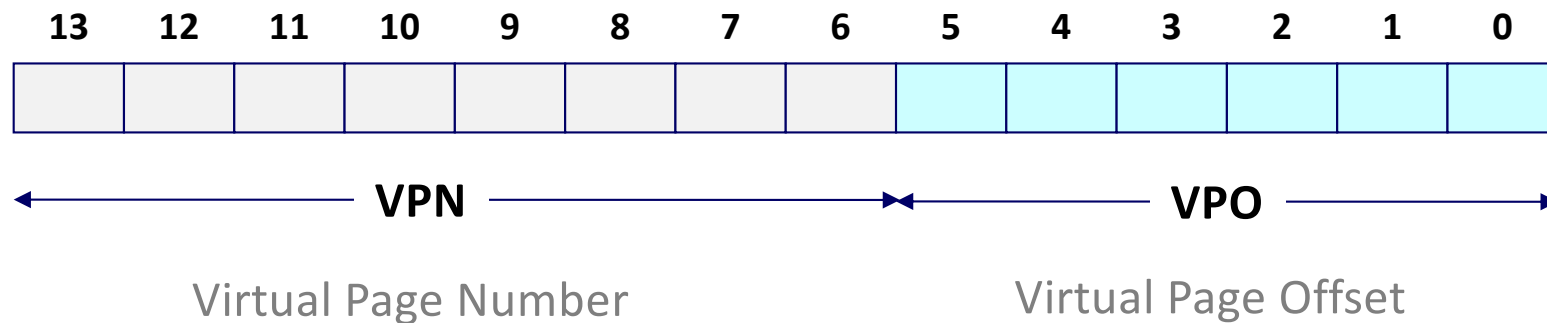 13 12 11 10 9 8 7 6 5 4 3 2 1 0
VPN VPO
Virtual Page Number Virtual Page Offset